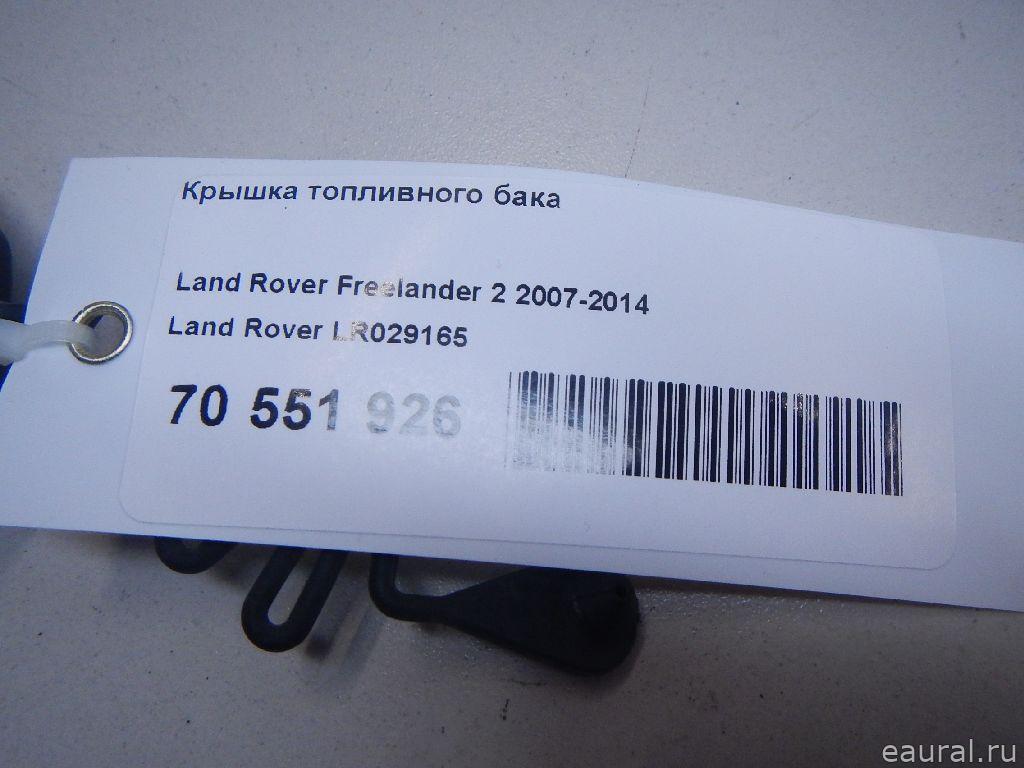 Крышка топливного бака
Land Rover Freelander 2 2007-2014
Land Rover LR029165
70 551 926
eaural.ru